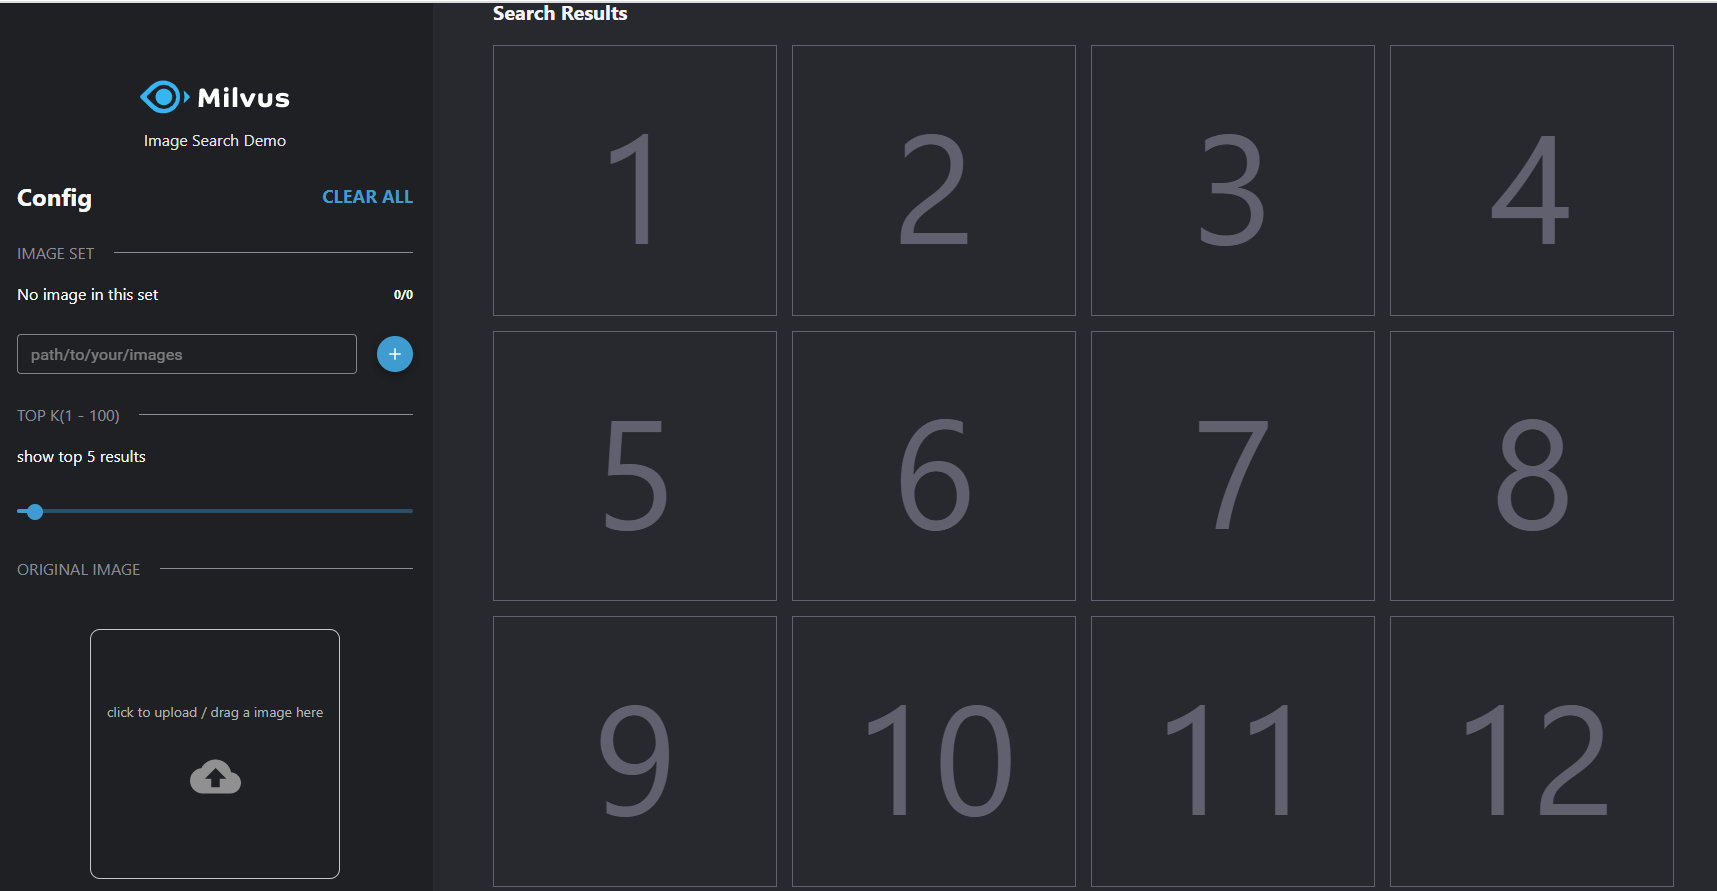 Milvus
Image Search Demo
Config
CLEAR ALL
IMAGE SET
No image in this set
0/0
path/to/your/images
+
TOP K(1 - 100)
show top 5 results
ORIGINAL IMAGE
click to upload / drag a image here
Search Results
1
2
3
4
5
6
7
8
9
10
11
12